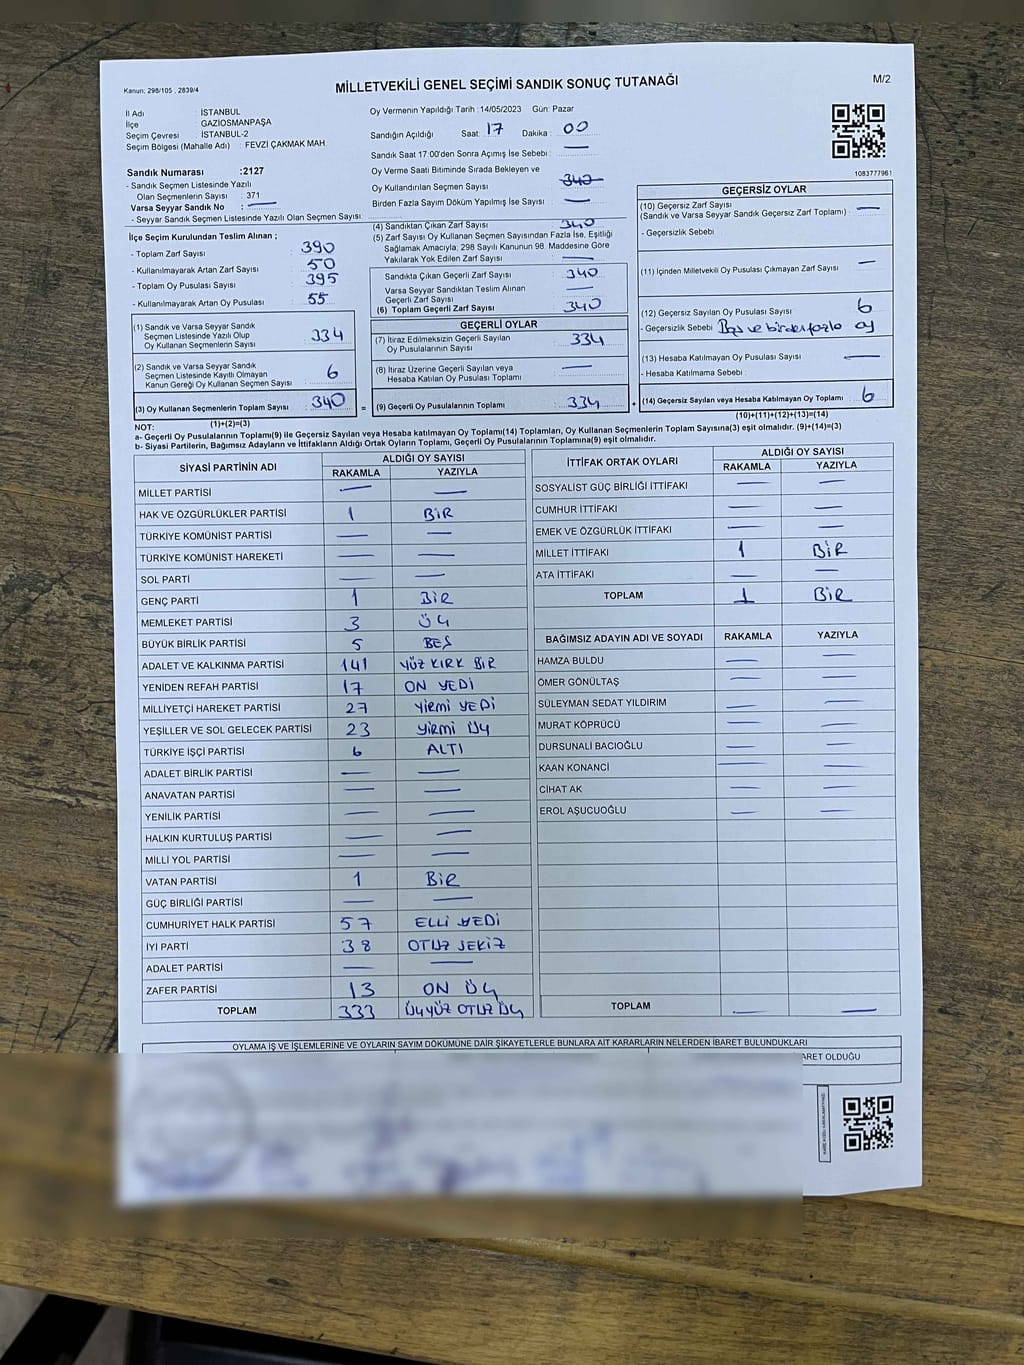 Kanun; 298/105 , 2839/4
MİLLETVEKİLİ GENEL SEÇİMİ SANDIK SONUÇ TUTANAĞI
M/2
İl Adı : İSTANBUL
İlçe GAZİOSMANPAŞA
Seçim Çevresi İSTANBUL-2
Seçim Bölgesi (Mahalle Adı) : FEVZİ ÇAKMAK MAH.
Oy Vermenin Yapıldığı Tarih : 14/05/2023 Gün: Pazar
Sandığın Açıldığı Saat: 17 Dakika : 00
Sandık Saat 17:00'den Sonra Açımış İse Sebebi : —
Oy Verme Saati Bitiminde Sırada Bekleyen ve
Oy Kullandırılan Seçmen Sayısı
Birden Fazla Sayım Döküm Yapılmış İse Sayısı : —
Sandık Numarası :2127
- Sandık Seçmen Listesinde Yazılı
Olan Seçmenlerin Sayısı : 371
Varsa Seyyar Sandık No : —
- Seyyar Sandık Seçmen Listesinde Yazılı Olan Seçmen Sayısı:
1083777961
İlçe Seçim Kurulundan Teslim Alınan ;
- Toplam Zarf Sayısı : 390
- Kullanılmayarak Artan Zarf Sayısı : 50
- Toplam Oy Pusulası Sayısı : 395
- Kullanılmayarak Artan Oy Pusulası : 55
(4) Sandıktan Çıkan Zarf Sayısı : 340
(5) Zarf Sayısı Oy Kullanan Seçmen Sayısından Fazla İse, Eşitliği
Sağlamak Amacıyla; 298 Sayılı Kanunun 98. Maddesine Göre
Yakılarak Yok Edilen Zarf Sayısı : —
Sandıkta Çıkan Geçerli Zarf Sayısı : 340
Varsa Seyyar Sandıktan Teslim Alınan
Geçerli Zarf Sayısı : —
(6) Toplam Geçerli Zarf Sayısı : 340
GEÇERSİZ OYLAR
(10) Geçersiz Zarf Sayısı
(Sandık ve Varsa Seyyar Sandık Geçersiz Zarf Toplamı) : —
- Geçersizlik Sebebi
(11) İçinden Milletvekili Oy Pusulası Çıkmayan Zarf Sayısı : —
(12) Geçersiz Sayılan Oy Pusulası Sayısı : 6
- Geçersizlik Sebebi : Boş ve birden fazla oy
(13) Hesaba Katılmayan Oy Pusulası Sayısı : —
- Hesaba Katılmama Sebebi :
(14) Geçersiz Sayılan veya Hesaba Katılmayan Oy Toplamı : 6
(10)+(11)+(12)+(13)=(14)
(1) Sandık ve Varsa Seyyar Sandık
Seçmen Listesinde Yazılı Olup
Oy Kullanan Seçmenlerin Sayısı : 334
(2) Sandık ve Varsa Seyyar Sandık
Seçmen Listesinde Kayıtlı Olmayan
Kanun Gereği Oy Kullanan Seçmen Sayısı : 6
(3) Oy Kullanan Seçmenlerin Toplam Sayısı : 340
(1)+(2)=(3)
GEÇERLİ OYLAR
(7) İtiraz Edilmeksizin Geçerli Sayılan
Oy Pusulalarının Sayısı : 334
(8) İtiraz Üzerine Geçerli Sayılan veya
Hesaba Katılan Oy Pusulası Toplamı : —
(9) Geçerli Oy Pusulalarının Toplamı : 334
NOT:
a- Geçerli Oy Pusulalarının Toplamı(9) ile Geçersiz Sayılan veya Hesaba katılmayan Oy Toplamı(14) Toplamları, Oy Kullanan Seçmenlerin Toplam Sayısına(3) eşit olmalıdır. (9)+(14)=(3)
b- Siyasi Partilerin, Bağımsız Adayların ve İttifakların Aldığı Ortak Oyların Toplamı, Geçerli Oy Pusulalarının Toplamına(9) eşit olmalıdır.
SİYASİ PARTİNİN ADI ALDIĞI OY SAYISI
RAKAMLA YAZIYLA
MİLLET PARTİSİ — —
HAK VE ÖZGÜRLÜKLER PARTİSİ 1 BİR
TÜRKİYE KOMÜNİST PARTİSİ — —
TÜRKİYE KOMÜNİST HAREKETİ — —
SOL PARTİ — —
GENÇ PARTİ 1 BİR
MEMLEKET PARTİSİ 3 ÜÇ
BÜYÜK BİRLİK PARTİSİ 5 BEŞ
ADALET VE KALKINMA PARTİSİ 141 YÜZ KIRK BİR
YENİDEN REFAH PARTİSİ 17 ON YEDİ
MİLLİYETÇİ HAREKET PARTİSİ 27 YİRMİ YEDİ
YEŞİLLER VE SOL GELECEK PARTİSİ 23 YİRMİ ÜÇ
TÜRKİYE İŞÇİ PARTİSİ 6 ALTI
ADALET BİRLİK PARTİSİ — —
ANAVATAN PARTİSİ — —
YENİLİK PARTİSİ — —
HALKIN KURTULUŞ PARTİSİ — —
MİLLİ YOL PARTİSİ — —
VATAN PARTİSİ 1 BİR
GÜÇ BİRLİĞİ PARTİSİ — —
CUMHURİYET HALK PARTİSİ 57 ELLİ YEDİ
İYİ PARTİ 38 OTUZ SEKİZ
ADALET PARTİSİ — —
ZAFER PARTİSİ 13 ON ÜÇ
TOPLAM 333 ÜÇYÜZ OTUZ ÜÇ
İTTİFAK ORTAK OYLARI ALDIĞI OY SAYISI
RAKAMLA YAZIYLA
SOSYALİST GÜÇ BİRLİĞİ İTTİFAKI — —
CUMHUR İTTİFAKI — —
EMEK VE ÖZGÜRLÜK İTTİFAKI — —
MİLLET İTTİFAKI 1 BİR
ATA İTTİFAKI — —
TOPLAM 1 BİR
BAĞIMSIZ ADAYIN ADI VE SOYADI RAKAMLA YAZIYLA
HAMZA BULDU — —
ÖMER GÖNÜLTAŞ — —
SÜLEYMAN SEDAT YILDIRIM — —
MURAT KÖPRÜCÜ — —
DURSUNALİ BACIOĞLU — —
KAAN KONANCİ — —
CİHAT AK — —
EROL AŞUCUOĞLU — —
TOPLAM — —
OYLAMA İŞ VE İŞLEMLERİNE VE OYLARIN SAYIM DÖKÜMÜNE DAİR ŞİKAYETLERLE BUNLARA AİT KARARLARIN NELERDEN İBARET BULUNDUKLARI
ARET OLDUĞU